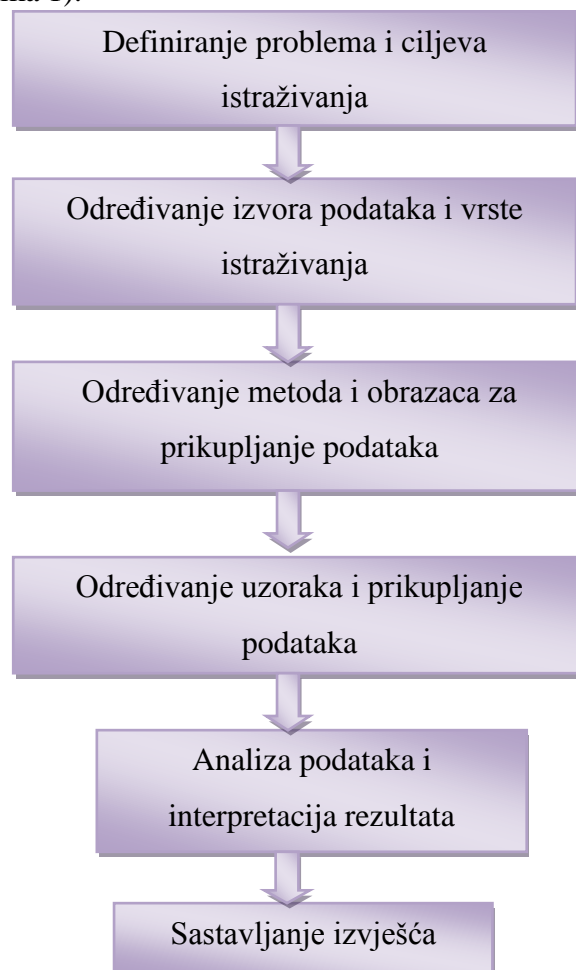 Definiranje problema i ciljeva
istraživanja
Određivanje izvora podataka i vrste
istraživanja
Određivanje metoda i obrazaca za
prikupljanje podataka
Određivanje uzoraka i prikupljanje
podataka
Analiza podataka i
interpretacija rezultata
Sastavljanje izvješća